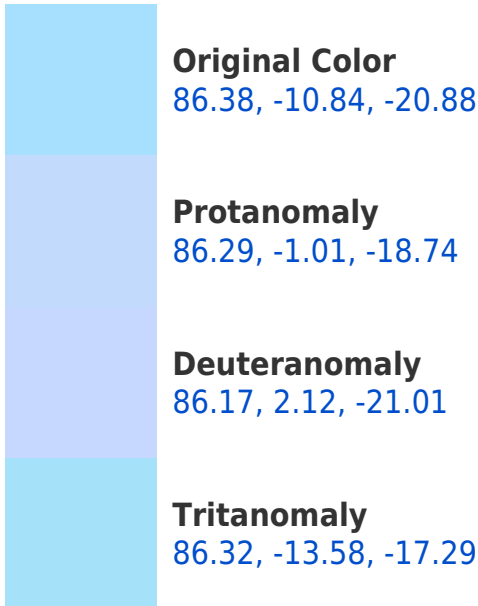 Original Color
86.38, -10.84, -20.88
Protanomaly
86.29, -1.01, -18.74
Deuteranomaly
86.17, 2.12, -21.01
Tritanomaly
86.32, -13.58, -17.29